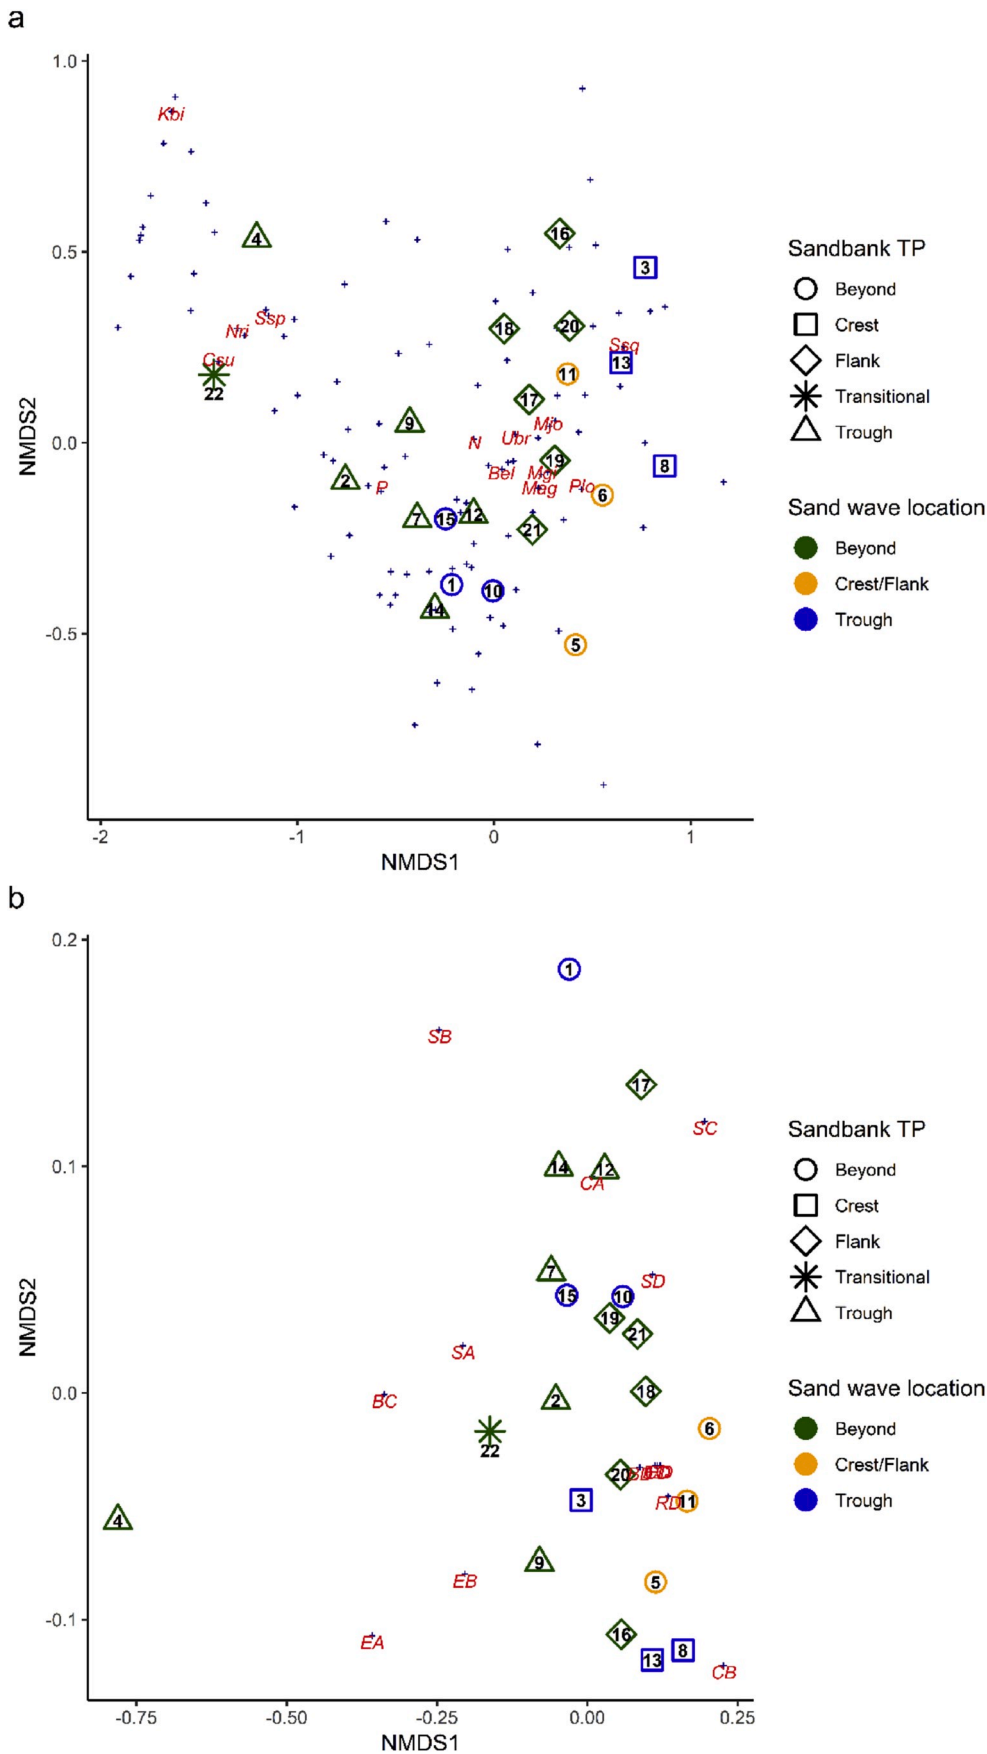 a
1.0
Kbi
4
16
0.5
3
Ssp
Nri
18
20
Ssq
Csu
13
22
11
17
9
Mjo
N
Ubr
0.0
2
P
Bel
19
8
Mag
Plo
6
7
15
12
21
1
10
14
-0.5
5
-2
-1
0
1
NMDS1
NMDS2
Sandbank TP
Beyond
Crest
Flank
Transitional
Trough
Sand wave location
Beyond
Crest/Flank
Trough
b
0.2
1
SB
17
SC
0.1
14
12
CA
7
SD
15
10
19
21
SA
BC
0.0
2
18
22
6
20
3
RD
11
4
9
EB
5
-0.1
16
EA
13
8
CB
-0.75
-0.50
-0.25
0.00
0.25
NMDS1
NMDS2
Sandbank TP
Beyond
Crest
Flank
Transitional
Trough
Sand wave location
Beyond
Crest/Flank
Trough